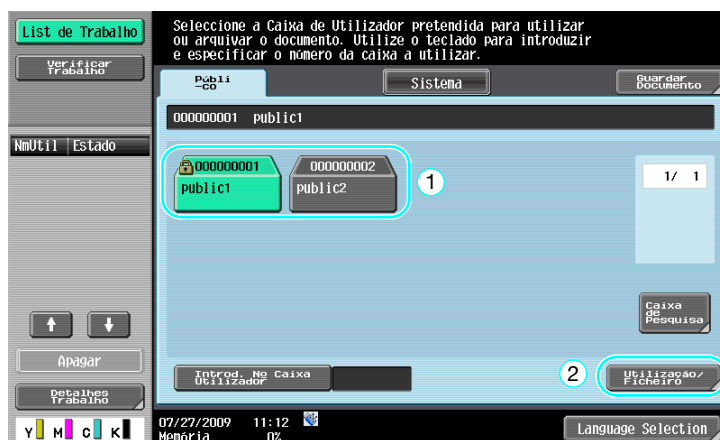 List de Trabalho
Verificar
Trabalho
Seleccione a Caixa de Utilizador pretendida para utilizar
ou arquivar o documento. Utilize o teclado para introduzir
e especificar o número da caixa a utilizar.
Públi
-co
Sistema
Guardar
Documento
000000001 public1
NmUtil Estado
000000001
public1
000000002
public2
1
1/ 1
Caixa
de
Pesquisa
Apagar
Introd. Nº Caixa
Utilizador
2
Utilização/
Ficheiro
Detalhes
Trabalho
Y M C K
07/27/2009 11:12
Memória 0%
Language Selection